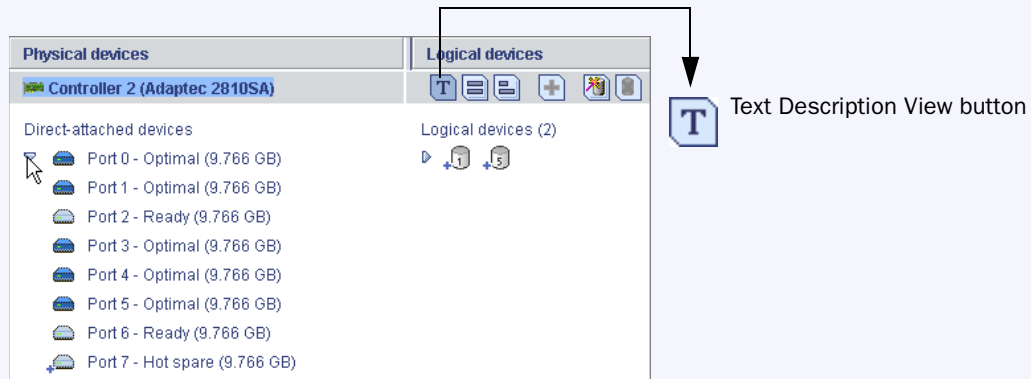 Physical devices
Logical devices
Controller 2 (Adaptec 2810SA)
T
T
Text Description View button
Direct-attached devices
Logical devices (2)
Port 0 - Optimal (9.766 GB)
1
5
Port 1 - Optimal (9.766 GB)
Port 2 - Ready (9.766 GB)
Port 3 - Optimal (9.766 GB)
Port 4 - Optimal (9.766 GB)
Port 5 - Optimal (9.766 GB)
Port 6 - Ready (9.766 GB)
Port 7 - Hot spare (9.766 GB)